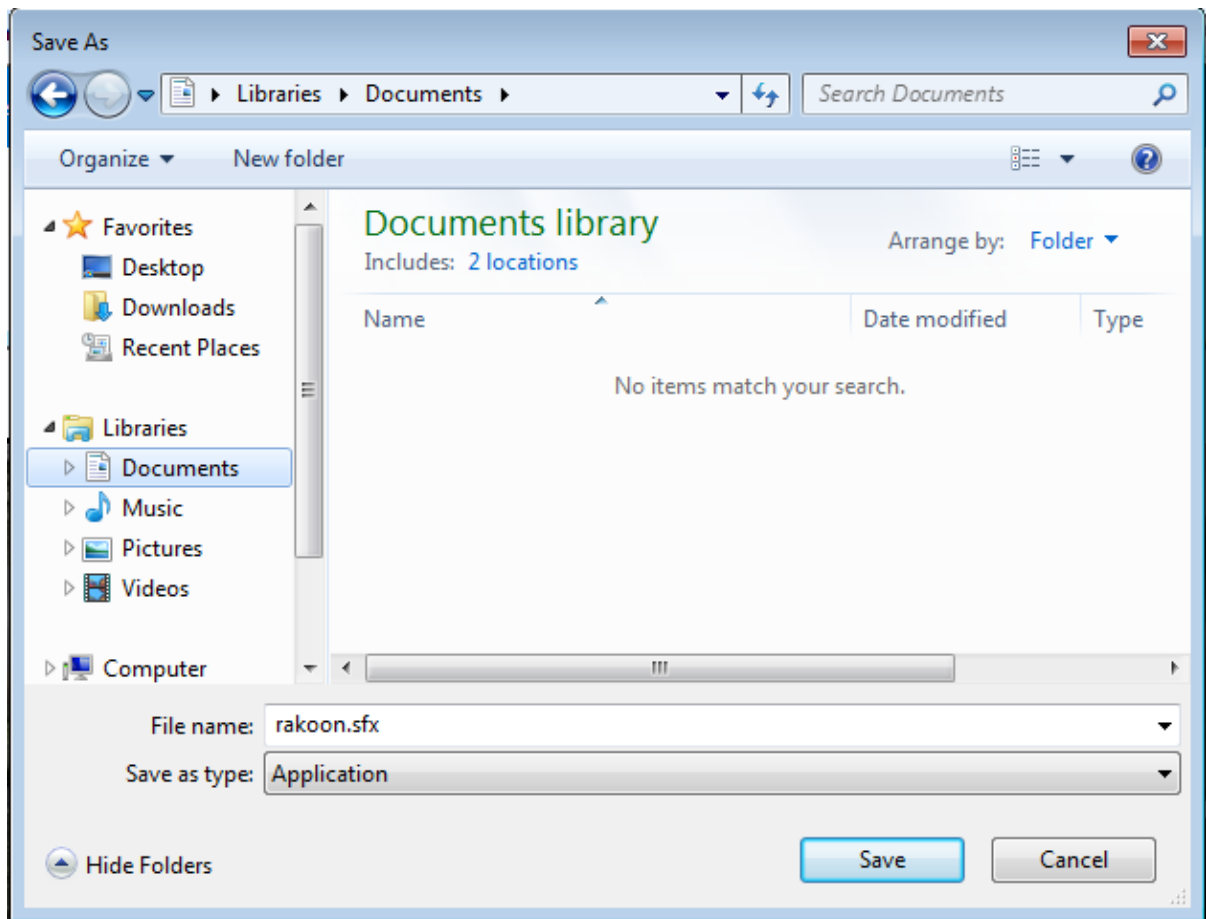 Save As
Libraries Documents
Search Documents
Organize New folder
Favorites
Desktop
Downloads
Recent Places
Libraries
Documents
Music
Pictures
Videos
Computer
Documents library
Includes: 2 locations
Arrange by: Folder
Name Date modified Type
No items match your search.
File name: rakoon.sfx
Save as type: Application
Hide Folders
Save
Cancel